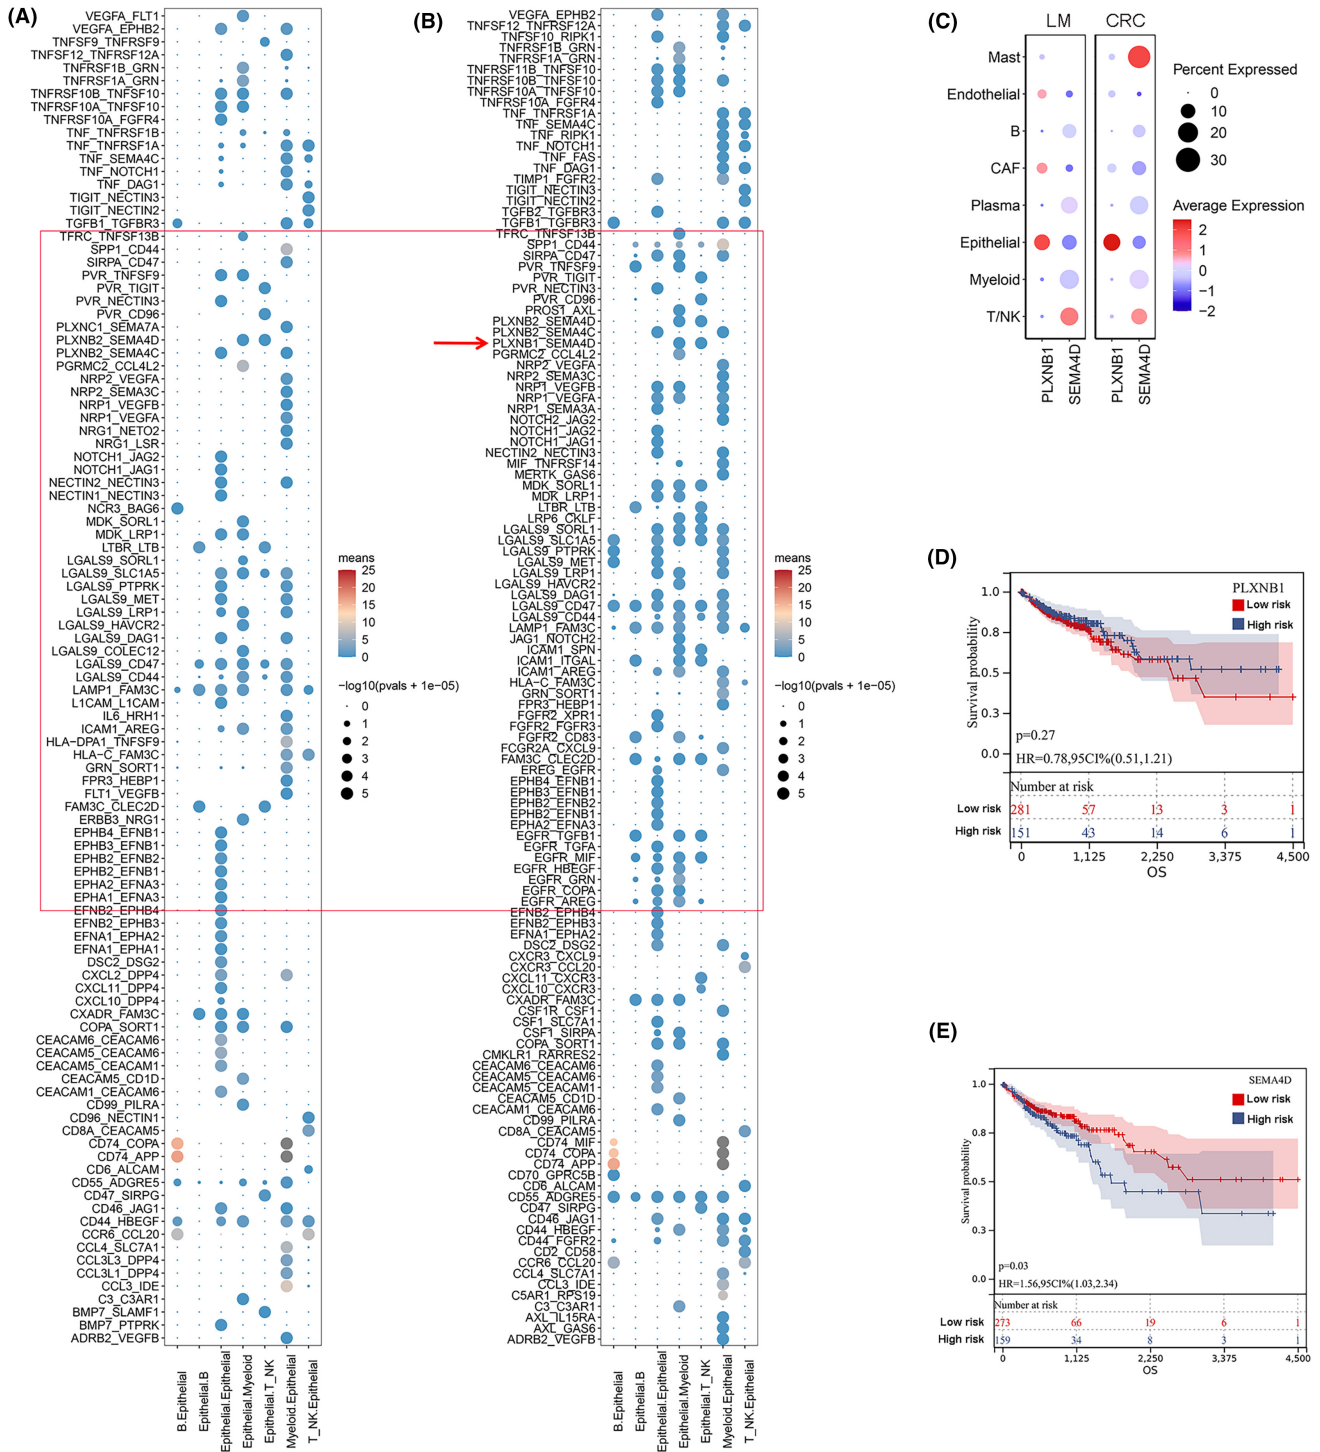 (A)
VEGFA_FLT1
VEGFA_EPHB2
TNFSF9_TNFRSF9
TNFSF12_TNFRSF12A
TNFRSF1B_GRN
TNFRSF1A_GRN
TNFRSF10B_TNFSF10
TNFRSF10A_TNFSF10
TNFRSF10A_FGFR4
TNF_TNFRSF1B
TNF_TNFRSF1A
TNF_SEMA4C
TNF_NOTCH1
TNF_DAG1
TIGIT_NECTIN3
TIGIT_NECTIN2
TGFB1_TGFBR3
TFRC_TNFSF13B
SPP1_CD44
SIRPA_CD47
PVR_TNFSF9
PVR_TIGIT
PVR_NECTIN3
PVR_CD96
PLXNC1_SEMA7A
PLXNB2_SEMA4D
PLXNB2_SEMA4C
PGRMC2_CCL4L2
NRP2_VEGFA
NRP2_SEMA3C
NRP1_VEGFB
NRP1_VEGFA
NRG1_NETO2
NRG1_LSR
NOTCH1_JAG2
NOTCH1_JAG1
NECTIN2_NECTIN3
NECTIN1_NECTIN3
NCR3_BAG6
MDK_SORL1
MDK_LRP1
LTBR_LTB
LGALS9_SORL1
LGALS9_SLC1A5
LGALS9_PTPRK
LGALS9_MET
LGALS9_LRP1
LGALS9_HAVCR2
LGALS9_DAG1
LGALS9_COLEC12
LGALS9_CD47
LGALS9_CD44
LAMP1_FAM3C
L1CAM_L1CAM
IL6_HRH1
ICAM1_AREG
HLA-DPA1_TNFSF9
HLA-C_FAM3C
GRN_SORT1
FPR3_HEBP1
FLT1_VEGFB
FAM3C_CLEC2D
ERBB3_NRG1
EPHB4_EFNB1
EPHB3_EFNB1
EPHB2_EFNB2
EPHB2_EFNB1
EPHA2_EFNA3
EPHA1_EFNA3
EFNB2_EPHB4
EFNB2_EPHB3
EFNA1_EPHA2
EFNA1_EPHA1
DSC2_DSG2
CXCL2_DPP4
CXCL11_DPP4
CXCL10_DPP4
CXADR_FAM3C
COPA_SORT1
CEACAM6_CEACAM6
CEACAM5_CEACAM6
CEACAM5_CEACAM1
CEACAM5_CD1D
CEACAM1_CEACAM6
CD99_PILRA
CD96_NECTIN1
CD8A_CEACAM5
CD74_COPA
CD74_APP
CD6_ALCAM
CD55_ADGRE5
CD47_SIRPG
CD46_JAG1
CD44_HBEGF
CCR6_CCL20
CCL4_SLC7A1
CCL3L3_DPP4
CCL3L1_DPP4
CCL3_IDE
C3_C3AR1
BMP7_SLAMF1
BMP7_PTPRK
ADRB2_VEGFB
B.Epithelial
Epithelial.B
Epithelial.Epithelial
Epithelial.Myeloid
Epithelial.T_NK
Myeloid.Epithelial
T_NK.Epithelial
means
25
20
15
10
5
0
−log10(pvals + 1e−05)
0
1
2
3
4
5
(B)
VEGFA_EPHB2
TNFSF12_TNFRSF12A
TNFSF10_RIPK1
TNFRSF1B_GRN
TNFRSF1A_GRN
TNFRSF11B_TNFSF10
TNFRSF10B_TNFSF10
TNFRSF10A_TNFSF10
TNFRSF10A_FGFR4
TNF_TNFRSF1A
TNF_SEMA4C
TNF_RIPK1
TNF_NOTCH1
TNF_FAS
TNF_DAG1
TIMP1_FGFR2
TIGIT_NECTIN3
TIGIT_NECTIN2
TGFB2_TGFBR3
TGFB1_TGFBR3
TFRC_TNFSF13B
SPP1_CD44
SIRPA_CD47
PVR_TNFSF9
PVR_TIGIT
PVR_NECTIN3
PVR_CD96
PROS1_AXL
PLXNB2_SEMA4D
PLXNB2_SEMA4C
PLXNB1_SEMA4D
PGRMC2_CCL4L2
NRP2_VEGFA
NRP2_SEMA3C
NRP1_VEGFB
NRP1_VEGFA
NRP1_SEMA3A
NOTCH2_JAG2
NOTCH1_JAG2
NOTCH1_JAG1
NECTIN2_NECTIN3
MIF_TNFRSF14
MERTK_GAS6
MDK_SORL1
MDK_LRP1
LTBR_LTB
LRP6_CKLF
LGALS9_SORL1
LGALS9_SLC1A5
LGALS9_PTPRK
LGALS9_MET
LGALS9_LRP1
LGALS9_HAVCR2
LGALS9_DAG1
LGALS9_CD47
LGALS9_CD44
LAMP1_FAM3C
JAG1_NOTCH2
ICAM1_SPN
ICAM1_ITGAL
ICAM1_AREG
HLA-C_FAM3C
GRN_SORT1
FPR3_HEBP1
FGFR2_XPR1
FGFR2_FGFR3
FGFR2_CD83
FCGR2A_CXCL9
FAM3C_CLEC2D
EREG_EGFR
EPHB4_EFNB1
EPHB3_EFNB1
EPHB2_EFNB2
EPHB2_EFNB1
EPHA2_EFNA3
EGFR_TGFB1
EGFR_TGFA
EGFR_MIF
EGFR_HBEGF
EGFR_GRN
EGFR_COPA
EGFR_AREG
EFNB2_EPHB4
EFNB2_EPHB3
EFNA1_EPHA2
DSC2_DSG2
CXCR3_CXCL9
CXCR3_CCL20
CXCL11_CXCR3
CXCL10_CXCR3
CXADR_FAM3C
CSF1R_CSF1
CSF1_SLC7A1
CSF1_SIRPA
COPA_SORT1
CMKLR1_RARRES2
CEACAM6_CEACAM6
CEACAM5_CEACAM6
CEACAM5_CEACAM1
CEACAM5_CD1D
CEACAM1_CEACAM6
CD99_PILRA
CD8A_CEACAM5
CD74_MIF
CD74_COPA
CD74_APP
CD70_GPRC5B
CD6_ALCAM
CD55_ADGRE5
CD47_SIRPG
CD46_JAG1
CD44_HBEGF
CD44_FGFR2
CD2_CD58
CCR6_CCL20
CCL4_SLC7A1
CCL3_IDE
C5AR1_RPS19
C3_C3AR1
AXL_IL15RA
AXL_GAS6
ADRB2_VEGFB
B.Epithelial
Epithelial.B
Epithelial.Epithelial
Epithelial.Myeloid
Epithelial.T_NK
Myeloid.Epithelial
T_NK.Epithelial
means
25
20
15
10
5
0
−log10(pvals + 1e−05)
0
1
2
3
4
5
(C)
LM CRC
Mast
Endothelial
B
CAF
Plasma
Epithelial
Myeloid
T/NK
PLXNB1
SEMA4D
PLXNB1
SEMA4D
Percent Expressed
0
10
20
30
Average Expression
2
1
0
−1
−2
(D)
PLXNB1
Low risk
High risk
Survival probability
1.0
0.8
0.5
0.3
0.0
p=0.27
HR=0.78,95CI%(0.51,1.21)
Number at risk
Low risk 281 57 13 3 1
High risk 151 43 14 6 1
0 1,125 2,250 3,375 4,500
OS
(E)
SEMA4D
Low risk
High risk
Survival probability
1.0
0.8
0.5
0.3
0.0
p=0.03
HR=1.56,95CI%(1.03,2.34)
Number at risk
Low risk 273 66 19 6 1
High risk 159 34 8 3 1
0 1,125 2,250 3,375 4,500
OS